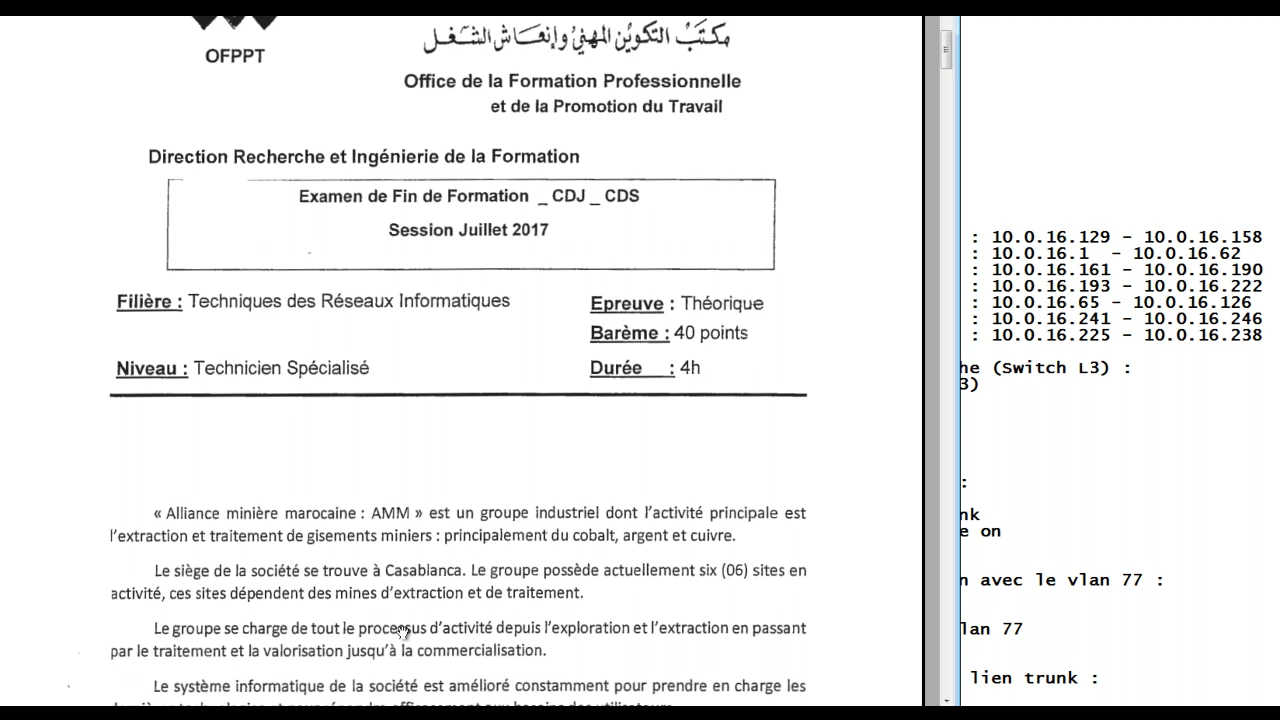 مكتب التكوين المهني وإنعاش الشغل
OFPPT
Office de la Formation Professionnelle
et de la Promotion du Travail
Direction Recherche et Ingénierie de la Formation
Examen de Fin de Formation _ CDJ _ CDS
Session Juillet 2017
Filière : Techniques des Réseaux Informatiques
Epreuve : Théorique
Barème : 40 points
Niveau : Technicien Spécialisé
Durée : 4h
« Alliance minière marocaine : AMM » est un groupe industriel dont l'activité principale est
l'extraction et traitement de gisements miniers : principalement du cobalt, argent et cuivre.
Le siège de la société se trouve à Casablanca. Le groupe possède actuellement six (06) sites en
activité, ces sites dépendent des mines d'extraction et de traitement.
Le groupe se charge de tout le processus d'activité depuis l'exploration et l'extraction en passant
par le traitement et la valorisation jusqu'à la commercialisation.
Le système informatique de la société est amélioré constamment pour prendre en charge les
: 10.0.16.129 - 10.0.16.158
: 10.0.16.1 - 10.0.16.62
: 10.0.16.161 - 10.0.16.190
: 10.0.16.193 - 10.0.16.222
: 10.0.16.65 - 10.0.16.126
: 10.0.16.241 - 10.0.16.246
: 10.0.16.225 - 10.0.16.238
he (Switch L3) :
3)
:
nk
e on
n avec le vlan 77 :
lan 77
lien trunk :